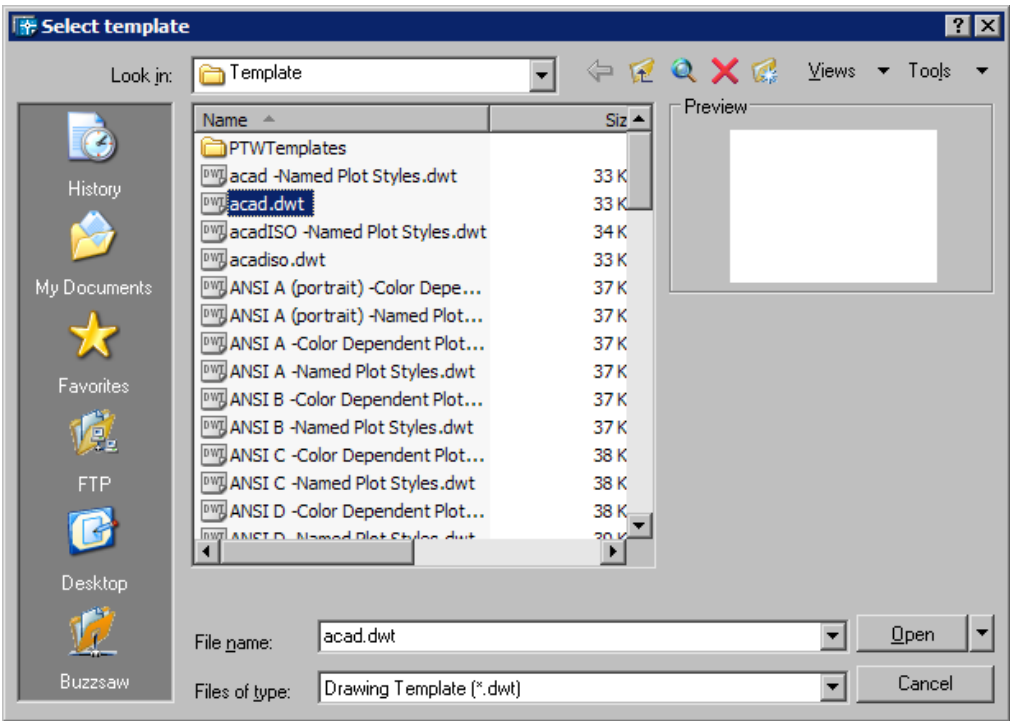 Select template
Look in: Template Views Tools
Name Siz
Preview
PTWTemplates
acad -Named Plot Styles.dwt 33 K
acad.dwt 33 K
acadISO -Named Plot Styles.dwt 34 K
acadiso.dwt 33 K
ANSI A (portrait) -Color Depe... 37 K
ANSI A (portrait) -Named Plot... 37 K
ANSI A -Color Dependent Plot... 37 K
ANSI A -Named Plot Styles.dwt 37 K
ANSI B -Color Dependent Plot... 37 K
ANSI B -Named Plot Styles.dwt 37 K
ANSI C -Color Dependent Plot... 38 K
ANSI C -Named Plot Styles.dwt 38 K
ANSI D -Color Dependent Plot... 38 K
ANSI D -Named Plot Styles.dwt
History
My Documents
Favorites
FTP
Desktop
Buzzsaw
File name: acad.dwt Open
Files of type: Drawing Template (*.dwt) Cancel